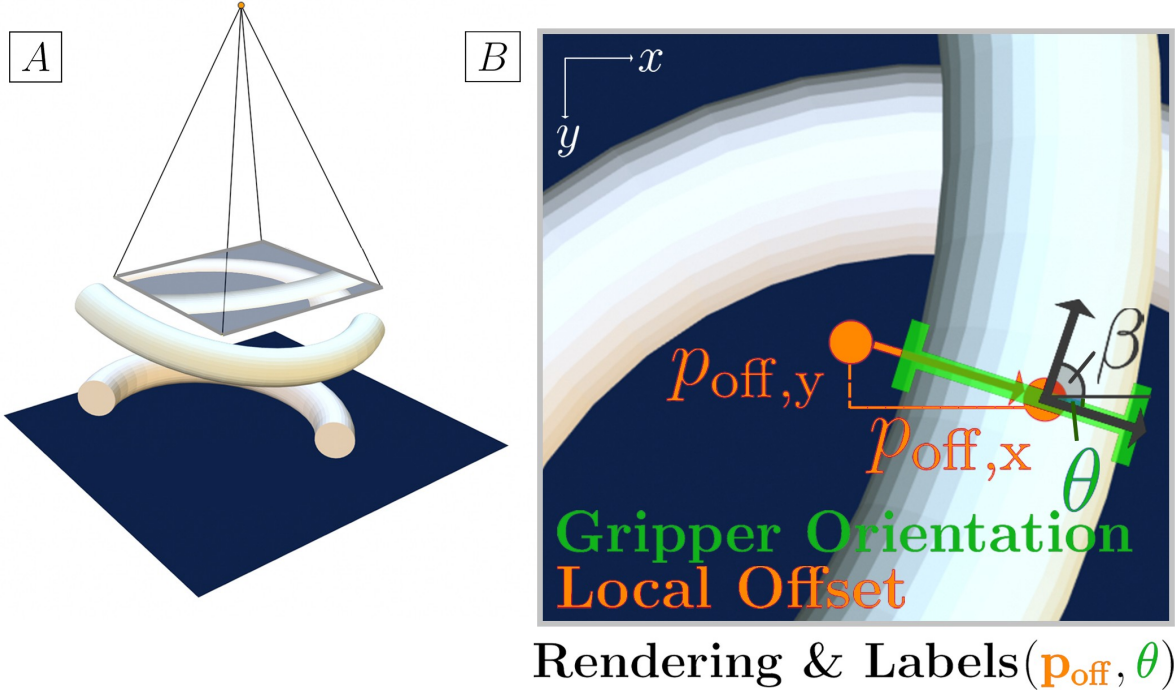 A
B
x
y
β
p_off,y
p_off,x
θ
Gripper Orientation
Local Offset
Rendering & Labels(p_off, θ)